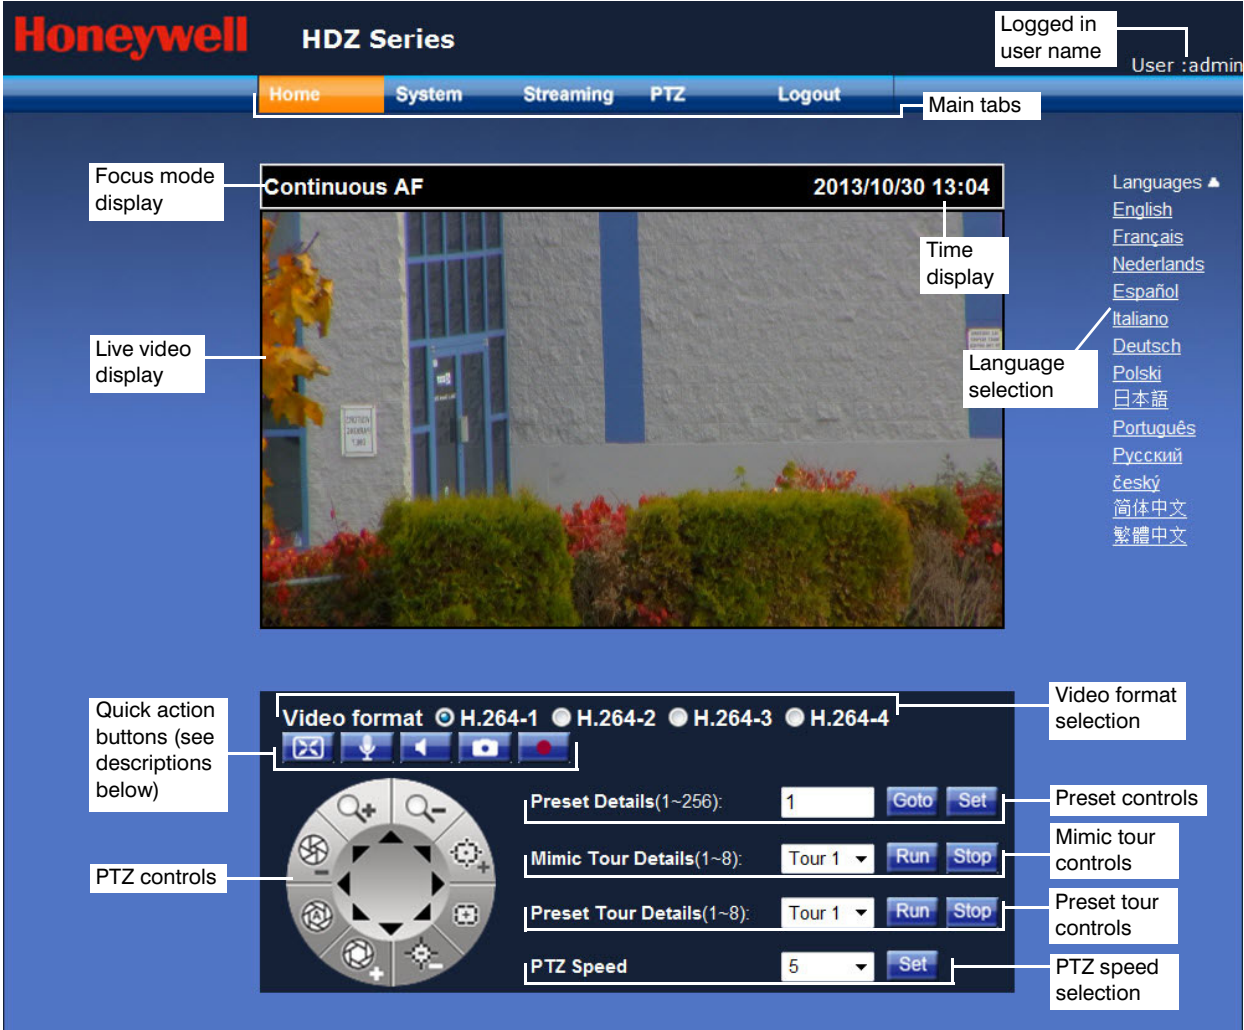 Honeywell
HDZ Series
Logged in
user name
User :admin
Home System Streaming PTZ Logout
Main tabs
Focus mode
display
Continuous AF 2013/10/30 13:04
Time
display
Live video
display
Languages
English
Français
Nederlands
Español
Italiano
Deutsch
Polski
日本語
Português
Русский
český
简体中文
繁體中文
Language
selection
Quick action
buttons (see
descriptions
below)
Video format H.264-1 H.264-2 H.264-3 H.264-4
Video format
selection
PTZ controls
Preset Details(1~256): 1 Goto Set
Preset controls
Mimic Tour Details(1~8): Tour 1 Run Stop
Mimic tour
controls
Preset Tour Details(1~8): Tour 1 Run Stop
Preset tour
controls
PTZ Speed 5 Set
PTZ speed
selection